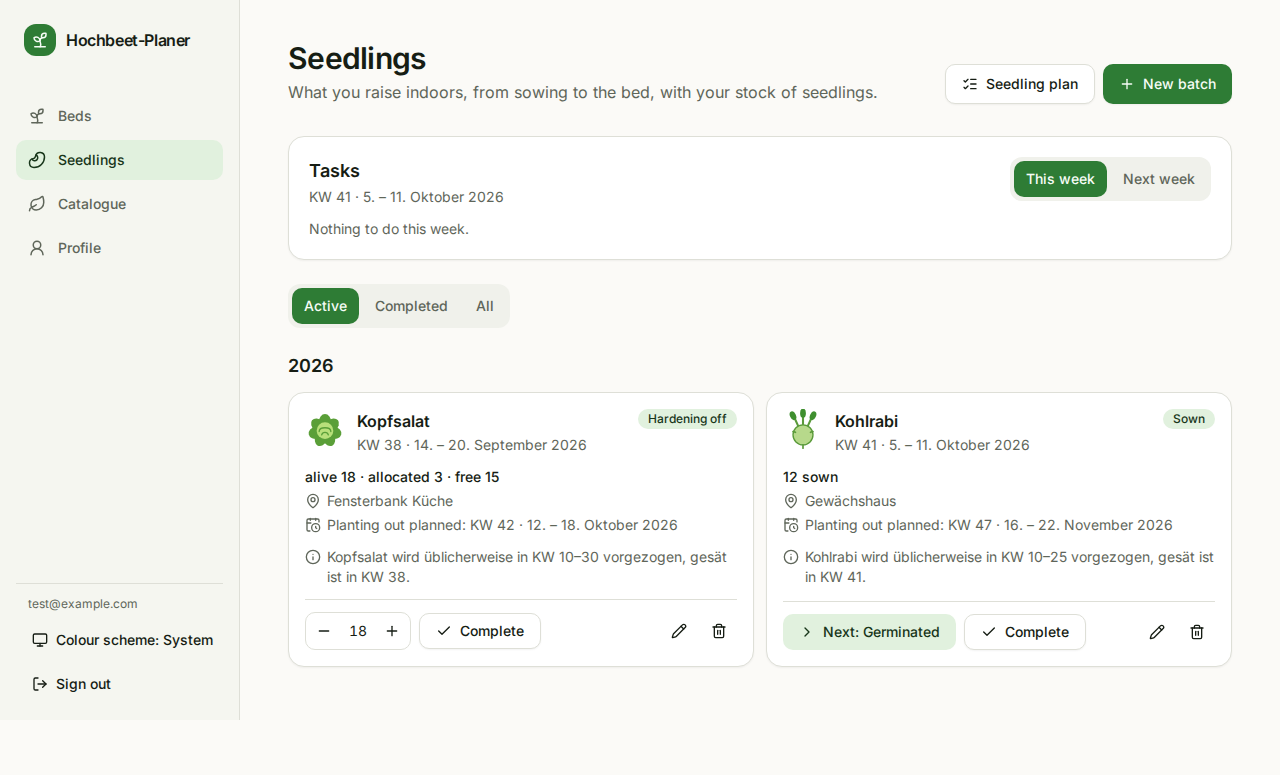 Hochbeet-Planer
Beds
Seedlings
Catalogue
Profile
test@example.com
Colour scheme: System
Sign out
Seedlings
What you raise indoors, from sowing to the bed, with your stock of seedlings.
Seedling plan
New batch
Tasks
KW 41 · 5. – 11. Oktober 2026
This week
Next week
Nothing to do this week.
Active
Completed
All
2026
Kopfsalat
Hardening off
KW 38 · 14. – 20. September 2026
alive 18 · allocated 3 · free 15
Fensterbank Küche
Planting out planned: KW 42 · 12. – 18. Oktober 2026
Kopfsalat wird üblicherweise in KW 10–30 vorgezogen, gesät
ist in KW 38.
18
Complete
Kohlrabi
Sown
KW 41 · 5. – 11. Oktober 2026
12 sown
Gewächshaus
Planting out planned: KW 47 · 16. – 22. November 2026
Kohlrabi wird üblicherweise in KW 10–25 vorgezogen, gesät ist
in KW 41.
Next: Germinated
Complete